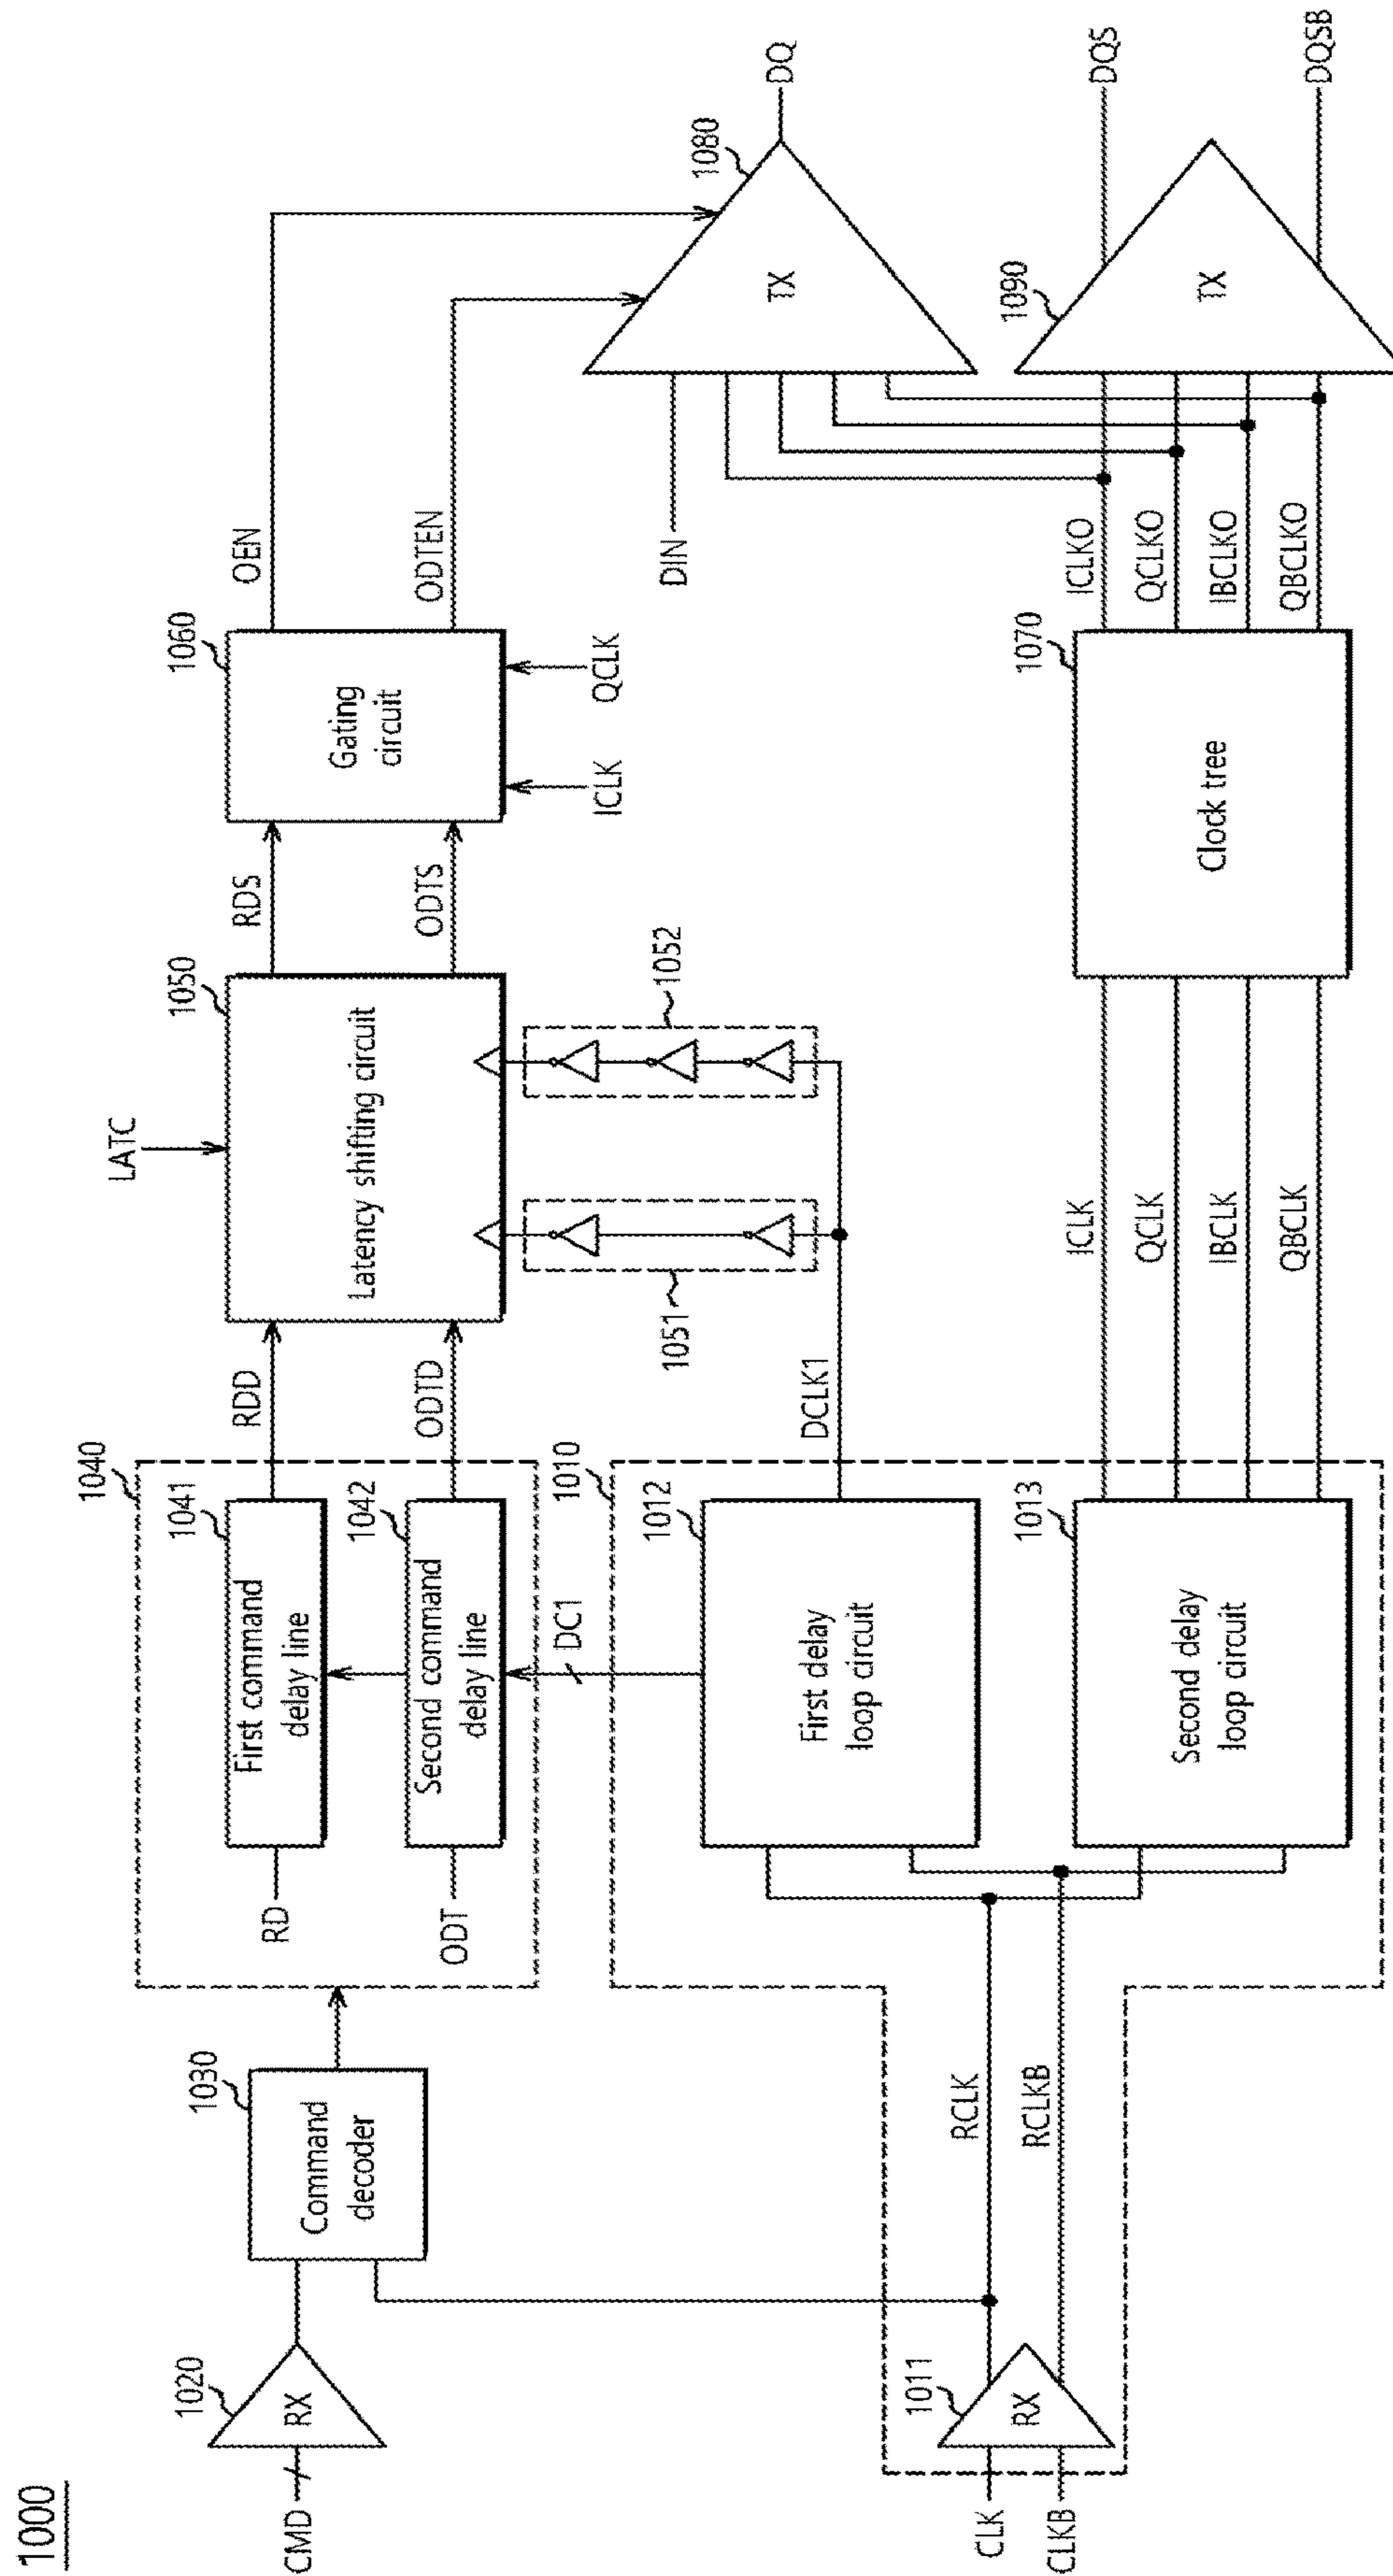 1000
CMD
1020
RX
1030
Command
decoder
1040
RD
1041
First command
delay line
RDD
ODT
1042
Second command
delay line
ODTD
DC1
LATC
1050
Latency shifting circuit
1051
1052
RDS
ODTS
1060
Gating
circuit
ICLK
QCLK
OEN
ODTEN
DIN
1080
TX
DQ
CLK
CLKB
1011
RX
RCLK
RCLKB
1010
1012
First delay
loop circuit
DCLK1
1013
Second delay
loop circuit
ICLK
QCLK
IBCLK
QBCLK
1070
Clock tree
ICLKO
QCLKO
IBCLKO
QBCLKO
1090
TX
DQS
DQSB